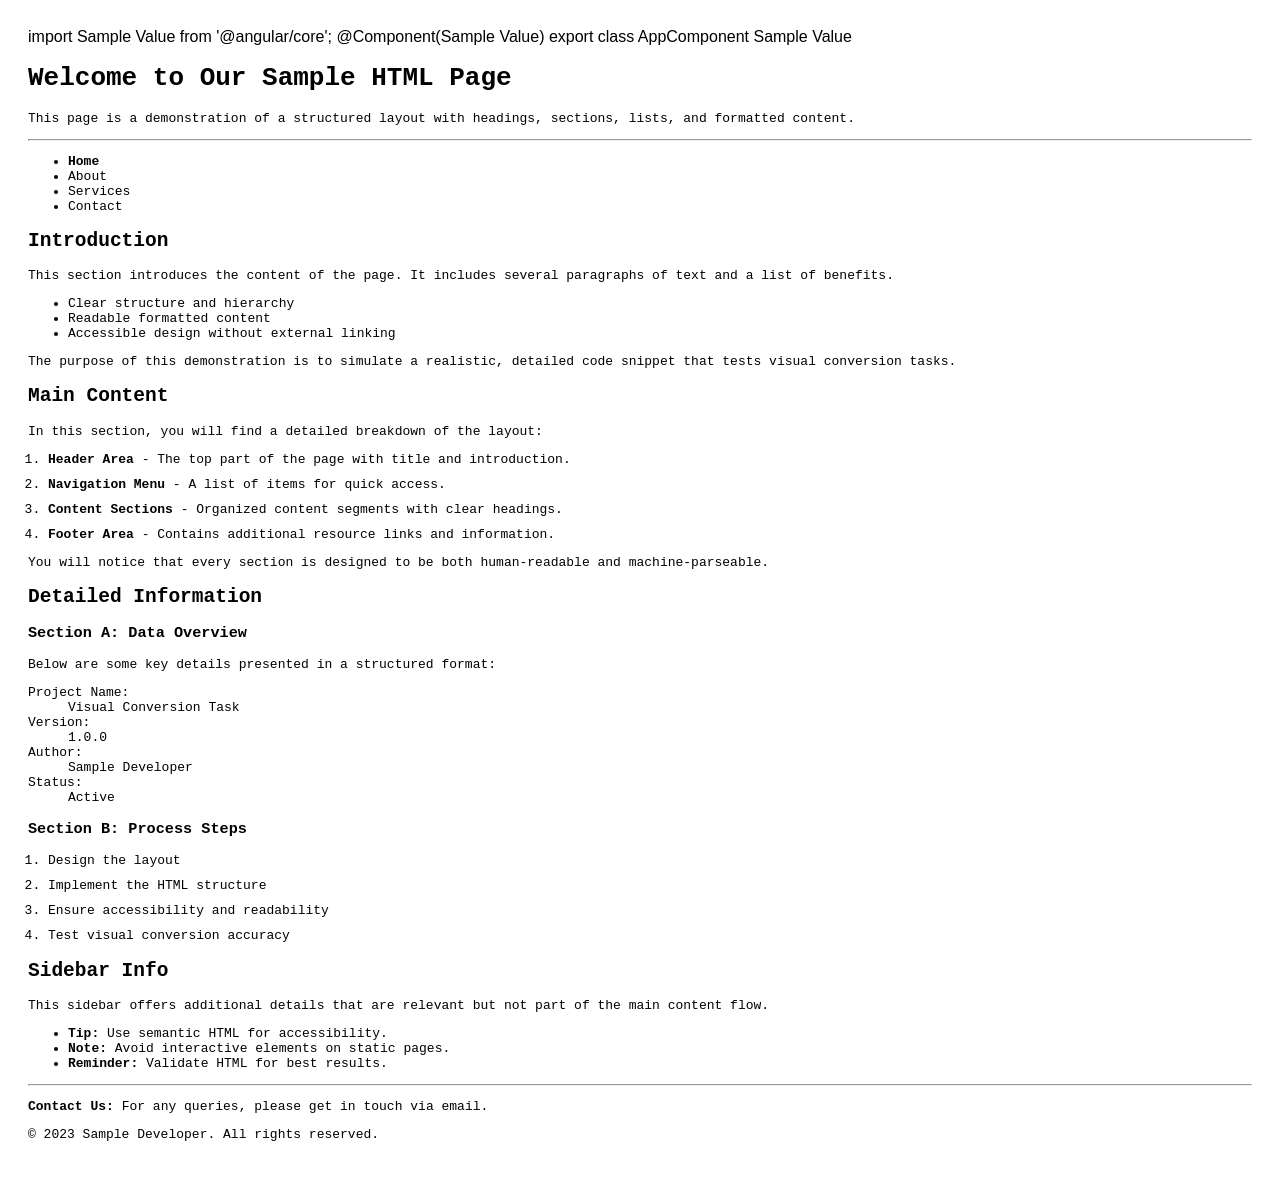 import Sample Value from '@angular/core'; @Component(Sample Value) export class AppComponent Sample Value
Welcome to Our Sample HTML Page
This page is a demonstration of a structured layout with headings, sections, lists, and formatted content.
• Home
• About
• Services
• Contact
Introduction
This section introduces the content of the page. It includes several paragraphs of text and a list of benefits.
• Clear structure and hierarchy
• Readable formatted content
• Accessible design without external linking
The purpose of this demonstration is to simulate a realistic, detailed code snippet that tests visual conversion tasks.
Main Content
In this section, you will find a detailed breakdown of the layout:
1. Header Area - The top part of the page with title and introduction.
2. Navigation Menu - A list of items for quick access.
3. Content Sections - Organized content segments with clear headings.
4. Footer Area - Contains additional resource links and information.
You will notice that every section is designed to be both human-readable and machine-parseable.
Detailed Information
Section A: Data Overview
Below are some key details presented in a structured format:
Project Name:
Visual Conversion Task
Version:
1.0.0
Author:
Sample Developer
Status:
Active
Section B: Process Steps
1. Design the layout
2. Implement the HTML structure
3. Ensure accessibility and readability
4. Test visual conversion accuracy
Sidebar Info
This sidebar offers additional details that are relevant but not part of the main content flow.
• Tip: Use semantic HTML for accessibility.
• Note: Avoid interactive elements on static pages.
• Reminder: Validate HTML for best results.
Contact Us: For any queries, please get in touch via email.
© 2023 Sample Developer. All rights reserved.